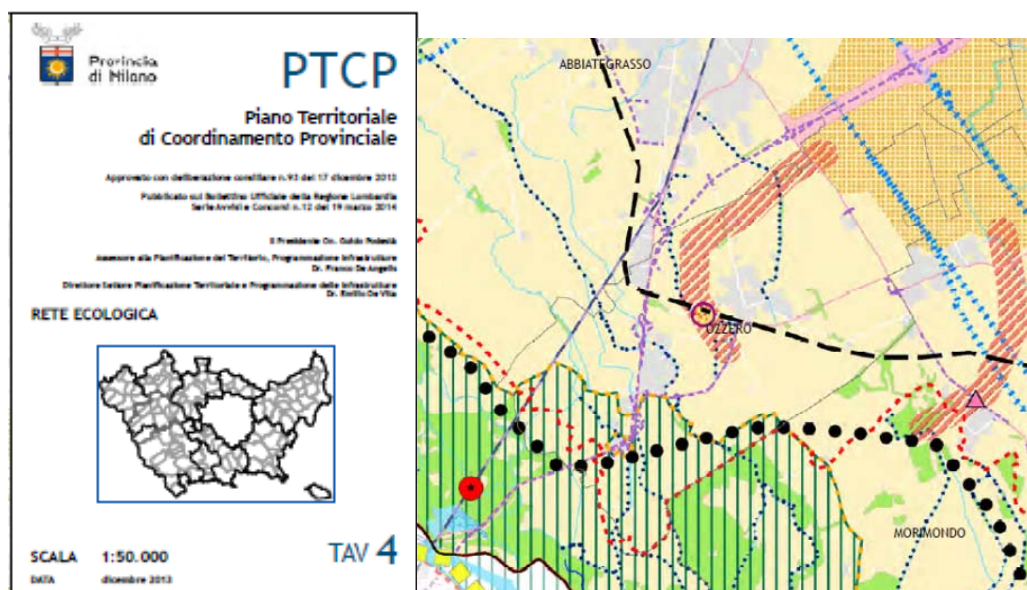 Provincia
di Milano
PTCP
Piano Territoriale
di Coordinamento Provinciale
Approvato con deliberazione consiliare n.93 del 17 dicembre 2013
Pubblicato sul Bollettino Ufficiale della Regione Lombardia
Serie Avvisi e Concorsi n.12 del 19 marzo 2014
Il Presidente On. Guido Podestà
Assessore alla Pianificazione del Territorio, Programmazione Infrastrutture
Dr. Franco De Angelis
Direttore Settore Pianificazione Territoriale e Programmazione delle Infrastrutture
Dr. Emilio De Vita
RETE ECOLOGICA
SCALA 1:50.000
TAV 4
DATA dicembre 2013
ABBIATEGRASSO
OZZERO
MORIMONDO